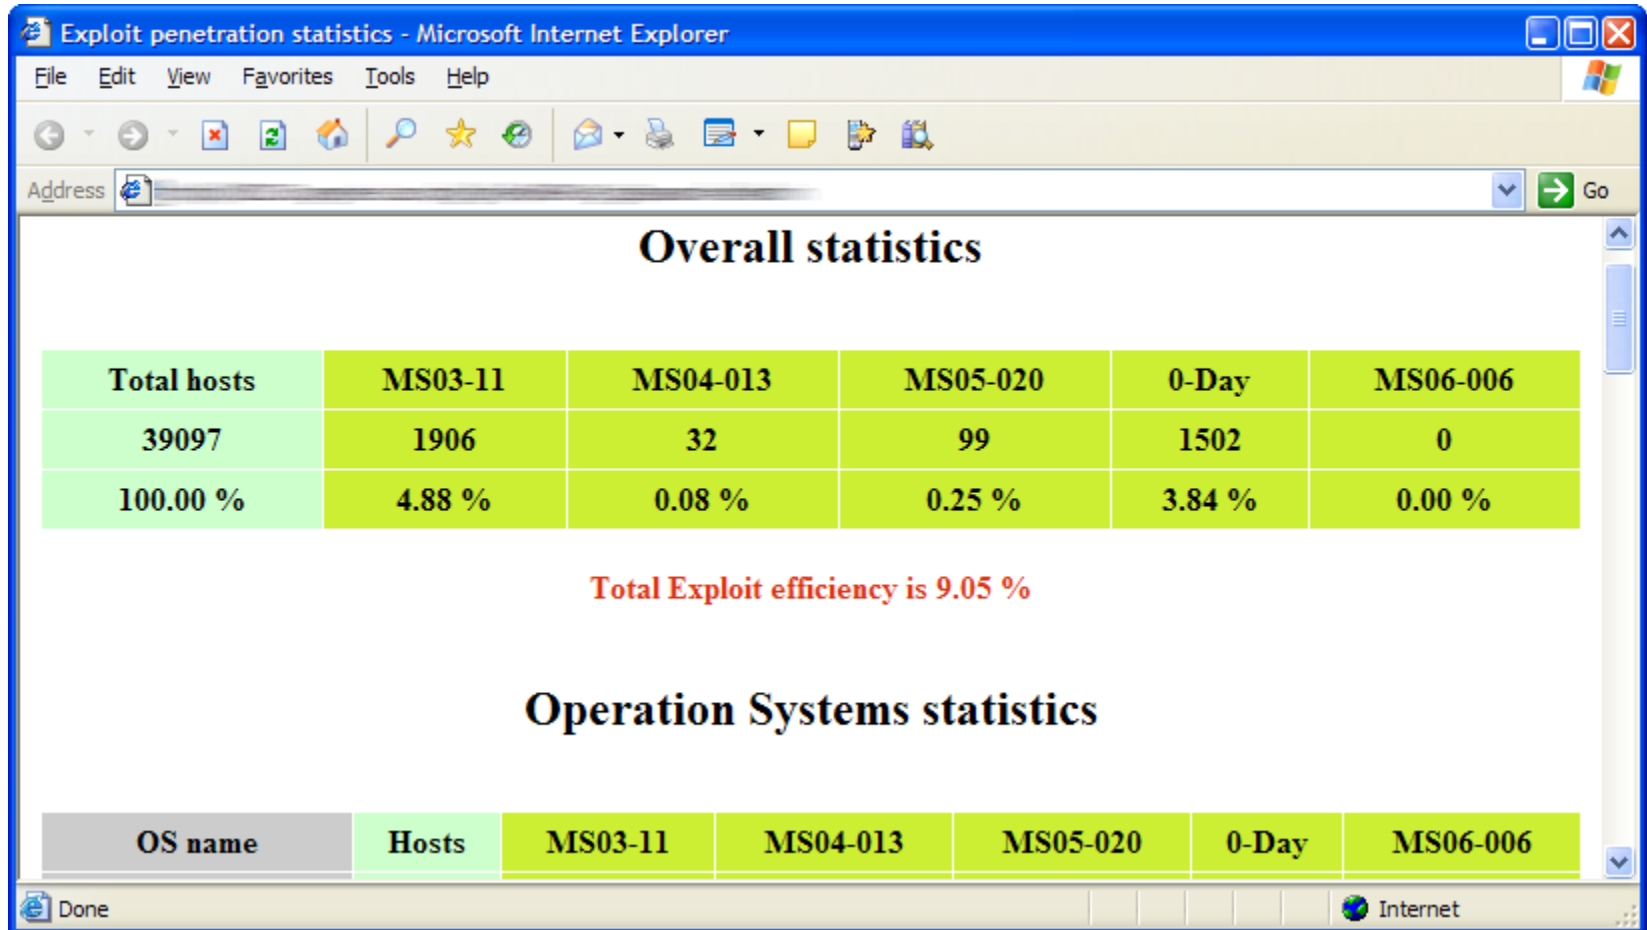 Exploit penetration statistics - Microsoft Internet Explorer
File Edit View Favorites Tools Help
Address Go
Overall statistics
Total hosts MS03-11 MS04-013 MS05-020 0-Day MS06-006
39097 1906 32 99 1502 0
100.00 % 4.88 % 0.08 % 0.25 % 3.84 % 0.00 %
Total Exploit efficiency is 9.05 %
Operation Systems statistics
OS name Hosts MS03-11 MS04-013 MS05-020 0-Day MS06-006
Done Internet